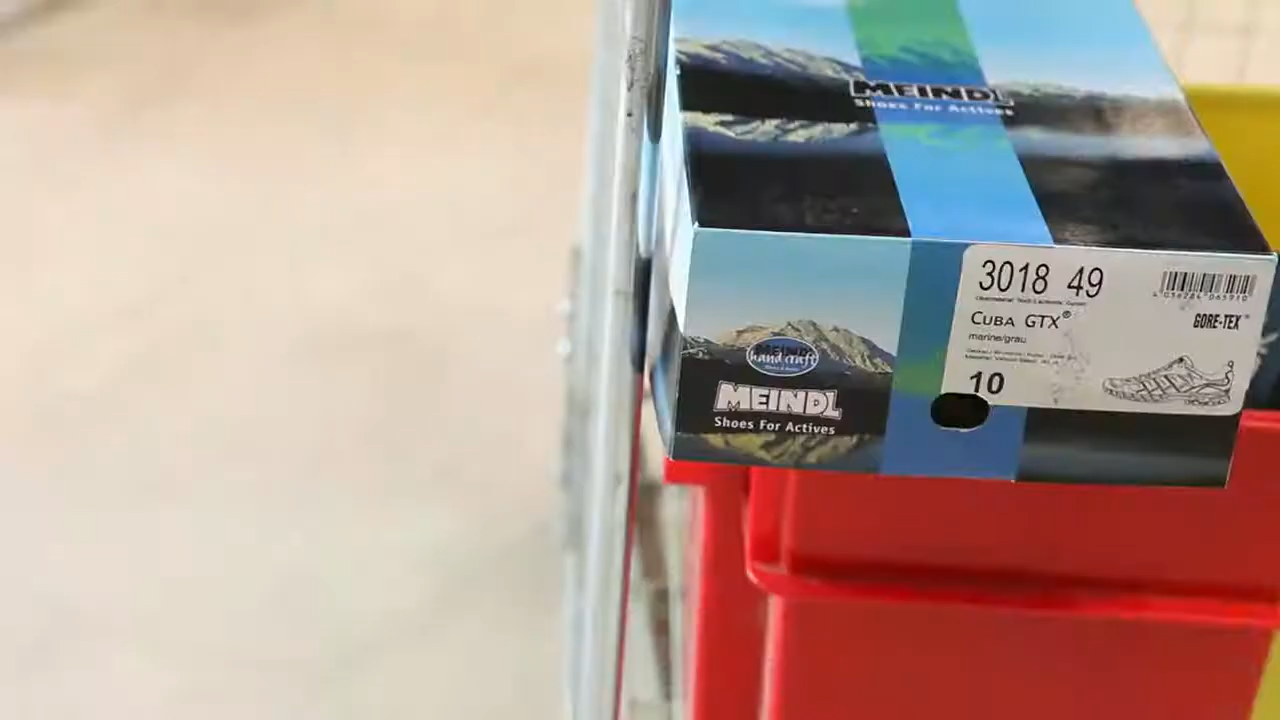 MEINDL
Shoes For Actives
3018 49
CUBA GTX®
GORE-TEX
marine/grau
10
MEINDL
hand craft
MEINDL
Shoes For Actives